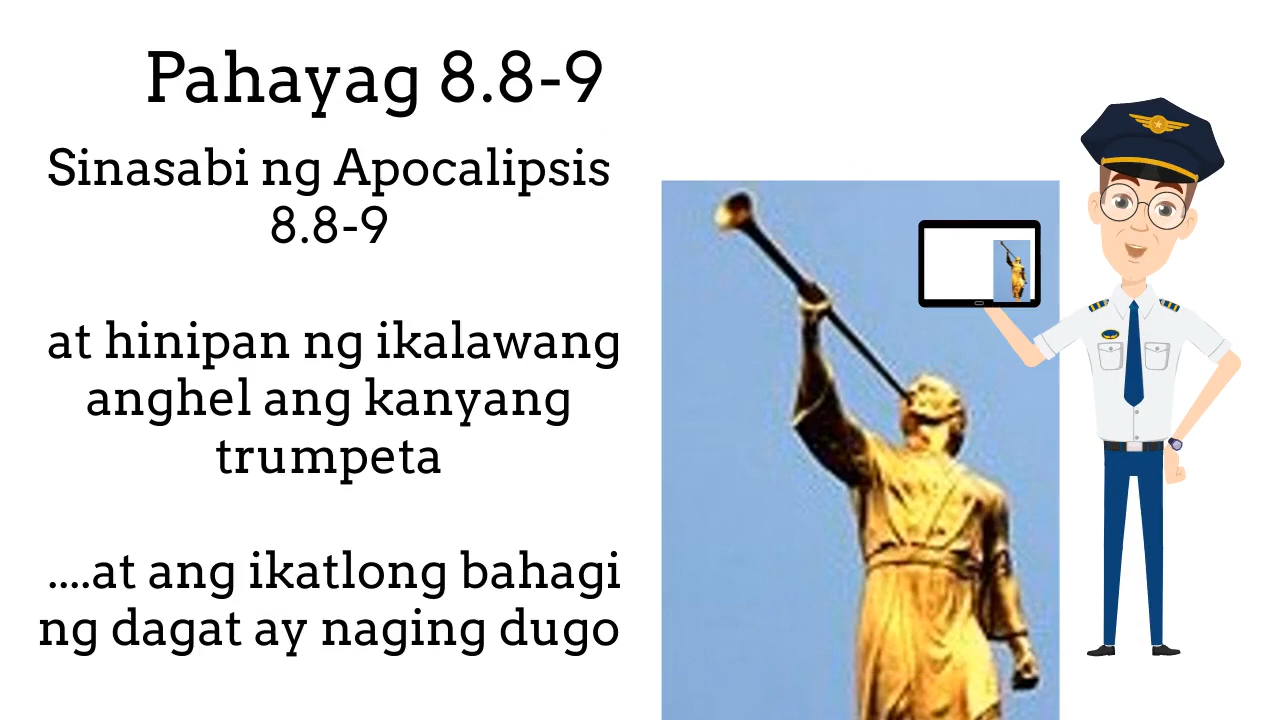 Pahayag 8.8-9
Sinasabi ng Apocalipsis
8.8-9
at hinipan ng ikalawang
anghel ang kanyang
trumpeta
....at ang ikatlong bahagi
ng dagat ay naging dugo